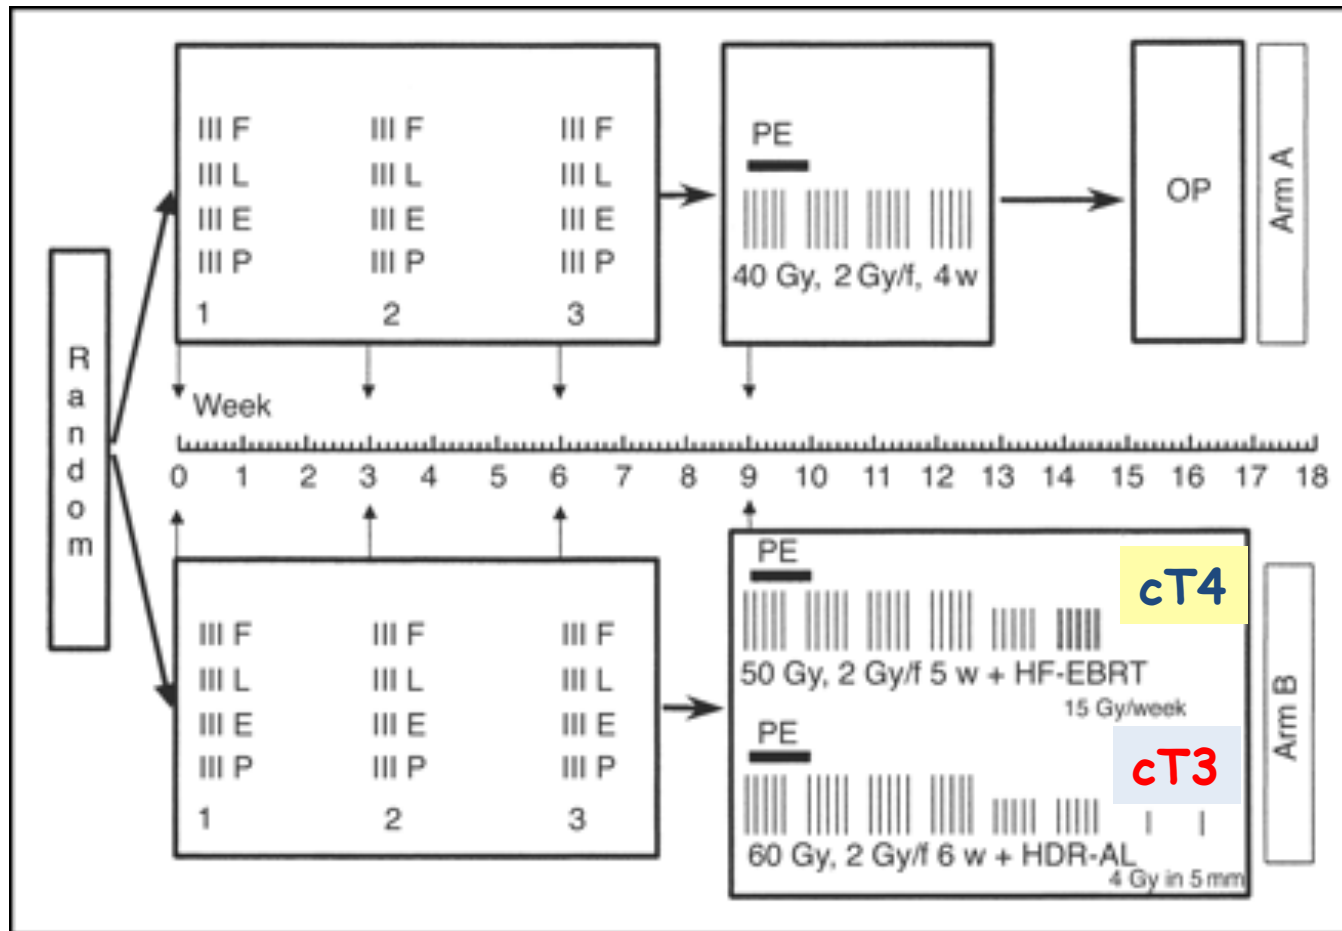 Random
III F III F III F
III L III L III L
III E III E III E
III P III P III P
1 2 3
PE
40 Gy, 2 Gy/f, 4 w
OP
Arm A
Week
0 1 2 3 4 5 6 7 8 9 10 11 12 13 14 15 16 17 18
III F III F III F
III L III L III L
III E III E III E
III P III P III P
1 2 3
PE
cT4
50 Gy, 2 Gy/f 5 w + HF-EBRT
15 Gy/week
PE
cT3
60 Gy, 2 Gy/f 6 w + HDR-AL
4 Gy in 5 mm
Arm B